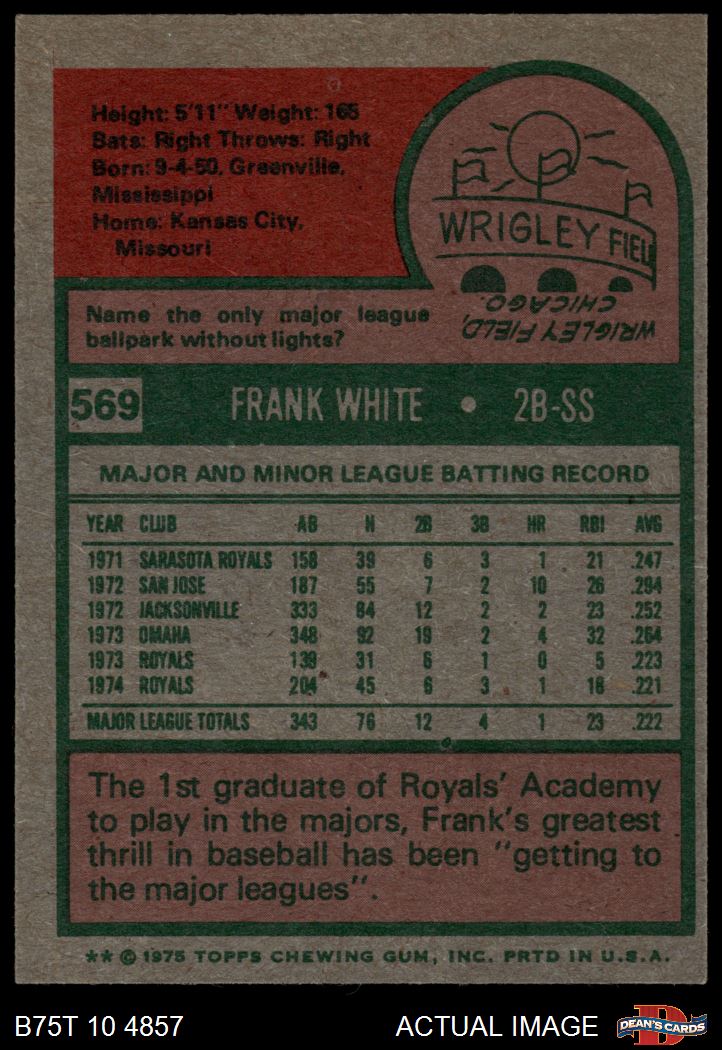 Height: 5'11" Weight: 165
Bats: Right Throws: Right
Born: 9-4-50, Greenville,
Mississippi
Home: Kansas City,
Missouri
WRIGLEY FIEL
WRIGLEY FIELD,
CHICAGO.
Name the only major league
ballpark without lights?
569 FRANK WHITE • 2B-SS
MAJOR AND MINOR LEAGUE BATTING RECORD
YEAR CLUB AB H 2B 3B HR RBI AVG
1971 SARASOTA ROYALS 158 39 6 3 1 21 .247
1972 SAN JOSE 187 55 7 2 10 26 .294
1972 JACKSONVILLE 333 84 12 2 2 23 .252
1973 OMAHA 348 92 19 2 4 32 .264
1973 ROYALS 139 31 6 1 0 5 .223
1974 ROYALS 204 45 6 3 1 18 .221
MAJOR LEAGUE TOTALS 343 76 12 4 1 23 .222
The 1st graduate of Royals' Academy
to play in the majors, Frank's greatest
thrill in baseball has been "getting to
the major leagues".
** © 1975 TOPPS CHEWING GUM, INC. PRTD IN U.S.A.
B75T 10 4857 ACTUAL IMAGE D DEAN'S CARDS